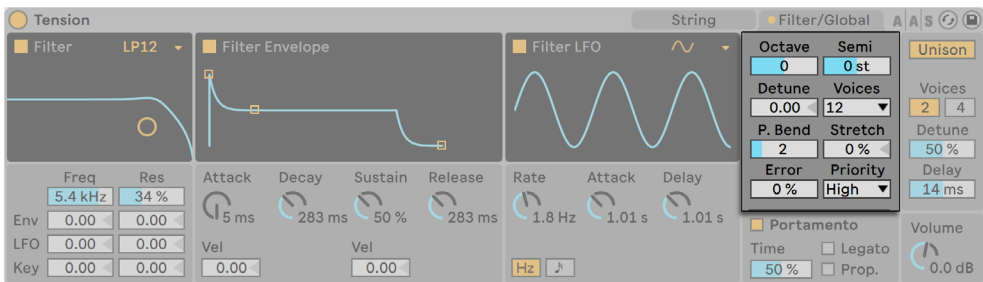 Tension String Filter/Global A A S
Filter LP12 Filter Envelope Filter LFO Octave Semi Unison
0 0 st
Detune Voices Voices
0.00 12 2 4
P. Bend Stretch Detune
2 0 % 50 %
Error Priority Delay
0 % High 14 ms
Freq Res Attack Decay Sustain Release Rate Attack Delay
5.4 kHz 34 % 5 ms 283 ms 50 % 283 ms 1.8 Hz 1.01 s 1.01 s
Env 0.00 0.00
LFO 0.00 0.00 Vel Vel
Key 0.00 0.00 0.00 0.00 Hz
Portamento Volume
Time Legato
50 % Prop. 0.0 dB